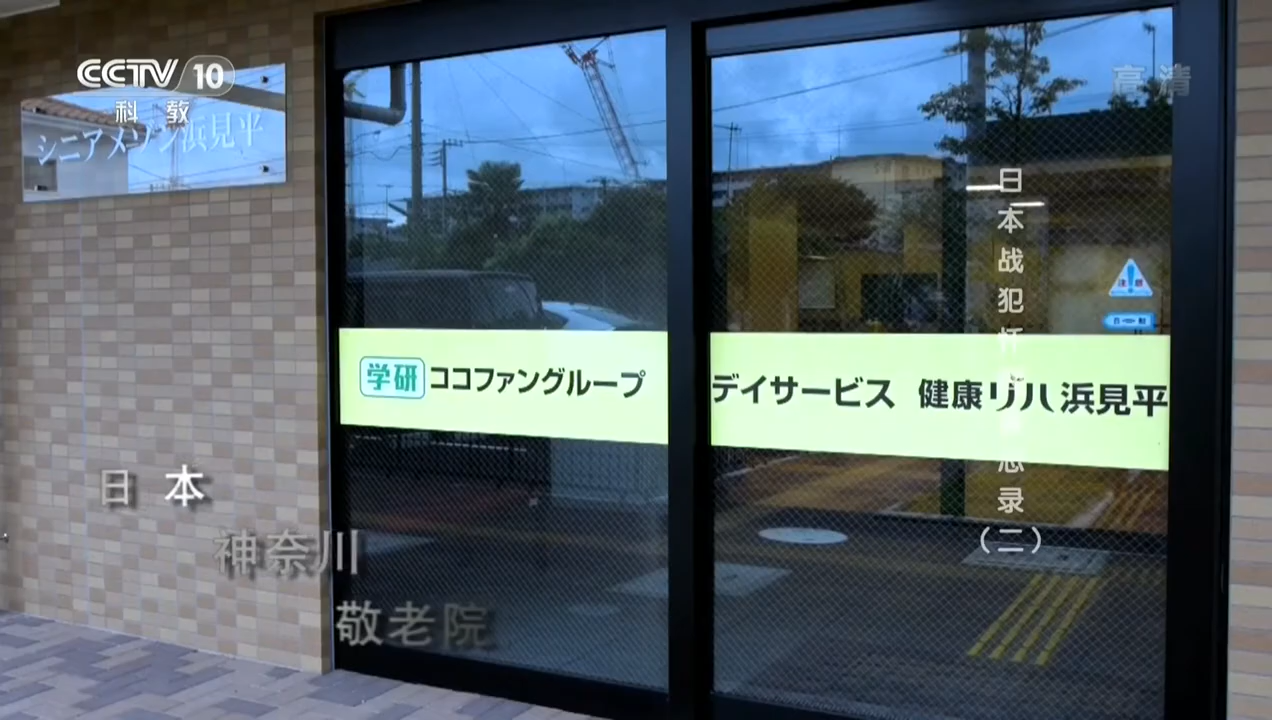 CCTV 10
科教
高清
シニアメゾン浜見平
学研 ココファングループ
デイサービス 健康リハ 浜見平
日本战犯忏悔录（二）
日本
神奈川
敬老院